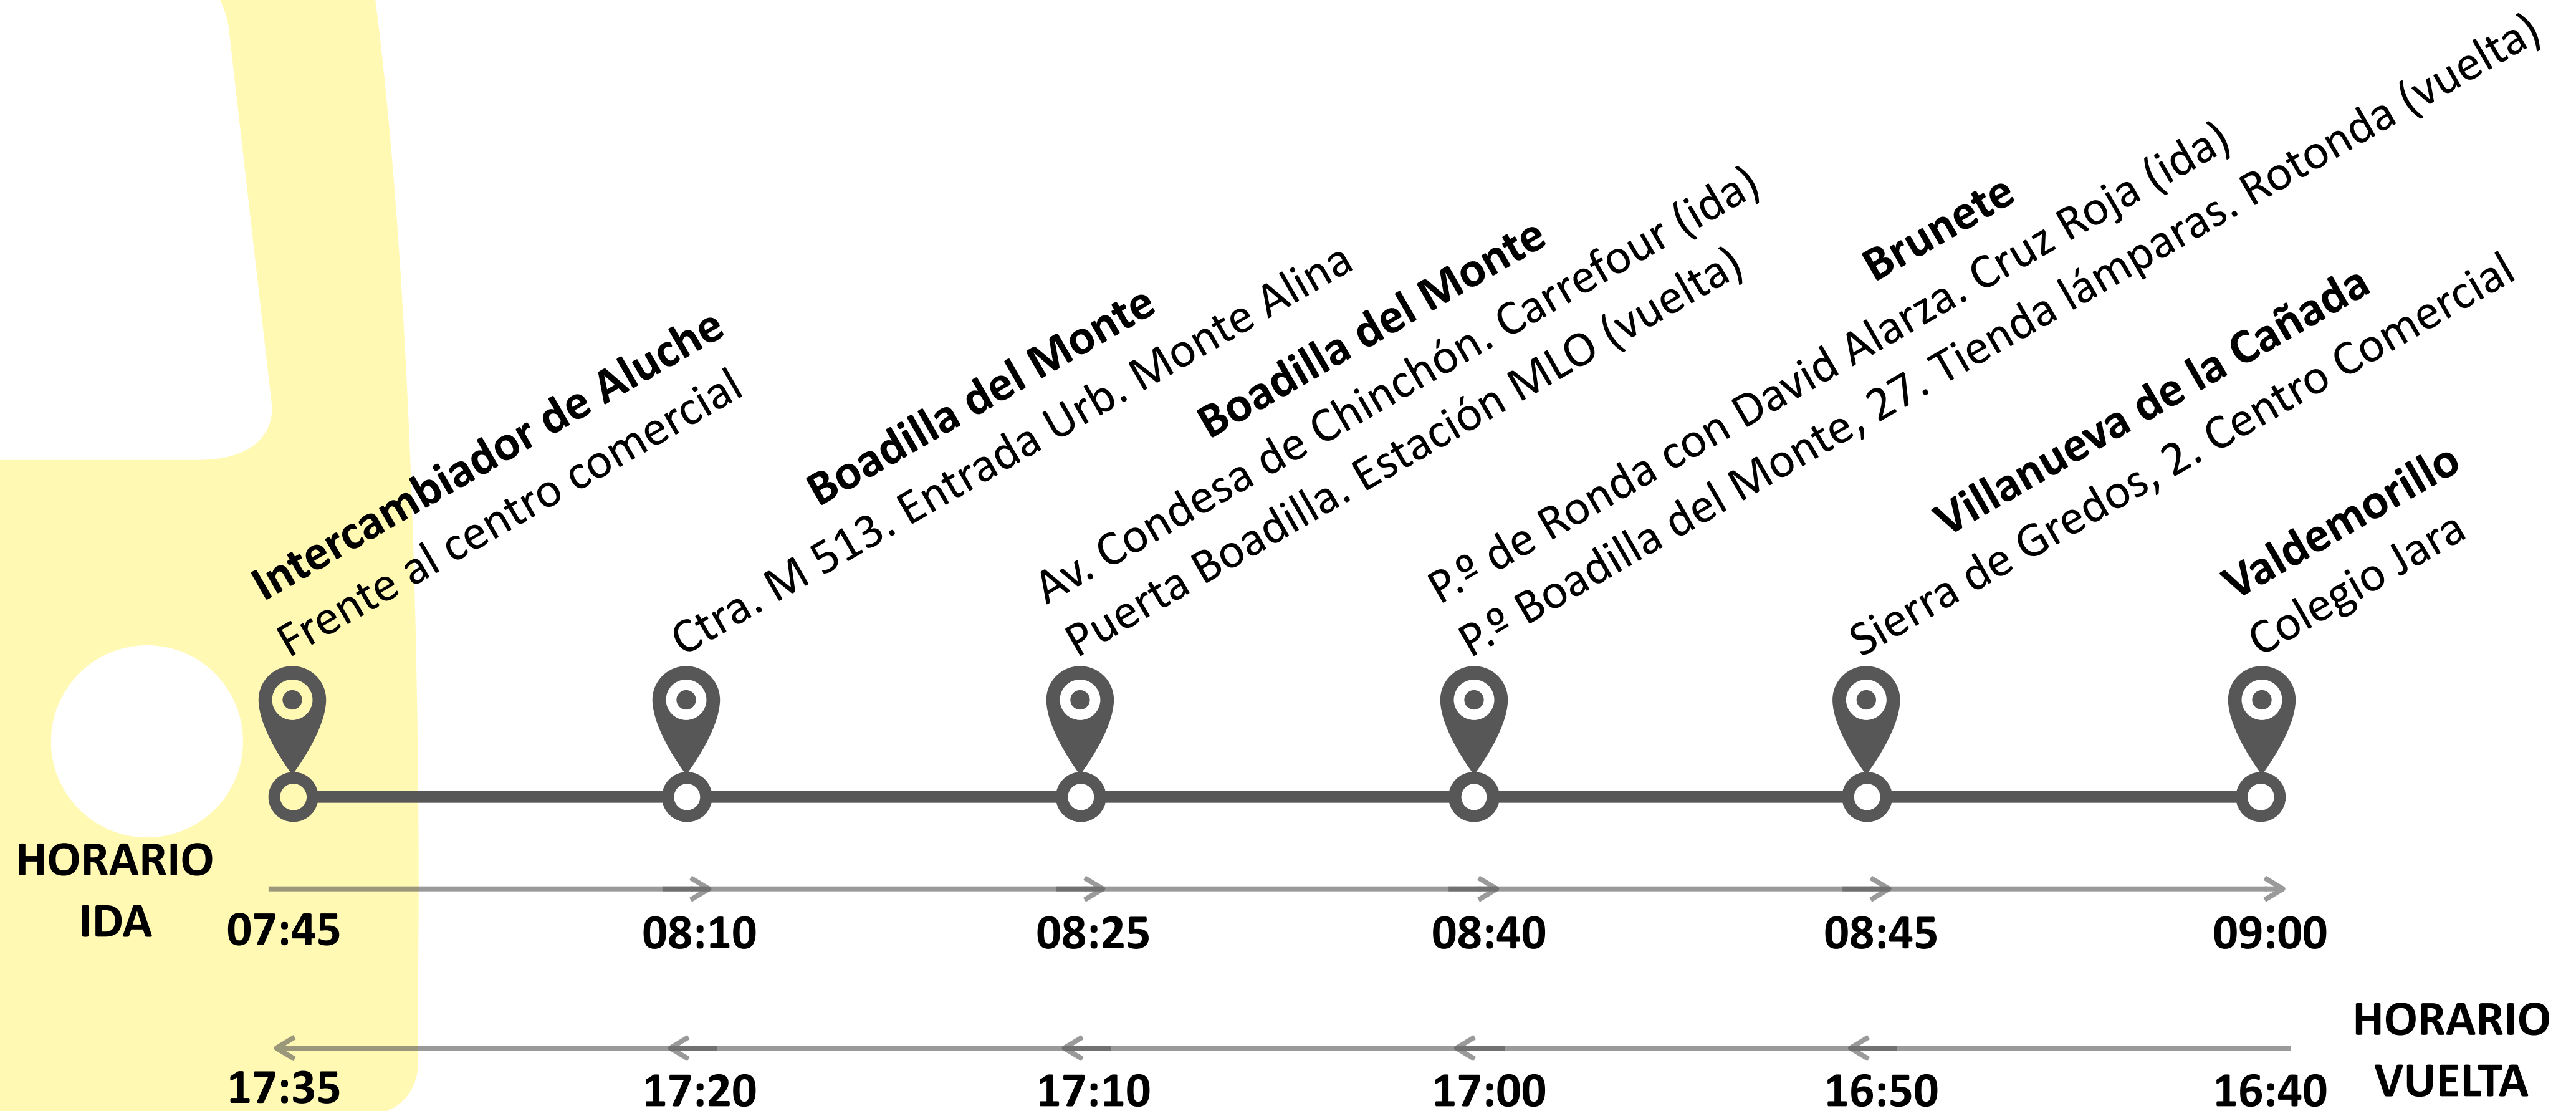 Intercambiador de Aluche
Frente al centro comercial
Boadilla del Monte
Ctra. M 513. Entrada Urb. Monte Alina
Boadilla del Monte
Av. Condesa de Chinchón. Carrefour (ida)
Puerta Boadilla. Estación MLO (vuelta)
Brunete
P.º de Ronda con David Alarza. Cruz Roja (ida)
P.º Boadilla del Monte, 27. Tienda lámparas. Rotonda (vuelta)
Villanueva de la Cañada
Sierra de Gredos, 2. Centro Comercial
Valdemorillo
Colegio Jara
HORARIO
IDA
07:45 08:10 08:25 08:40 08:45 09:00
HORARIO
VUELTA
17:35 17:20 17:10 17:00 16:50 16:40